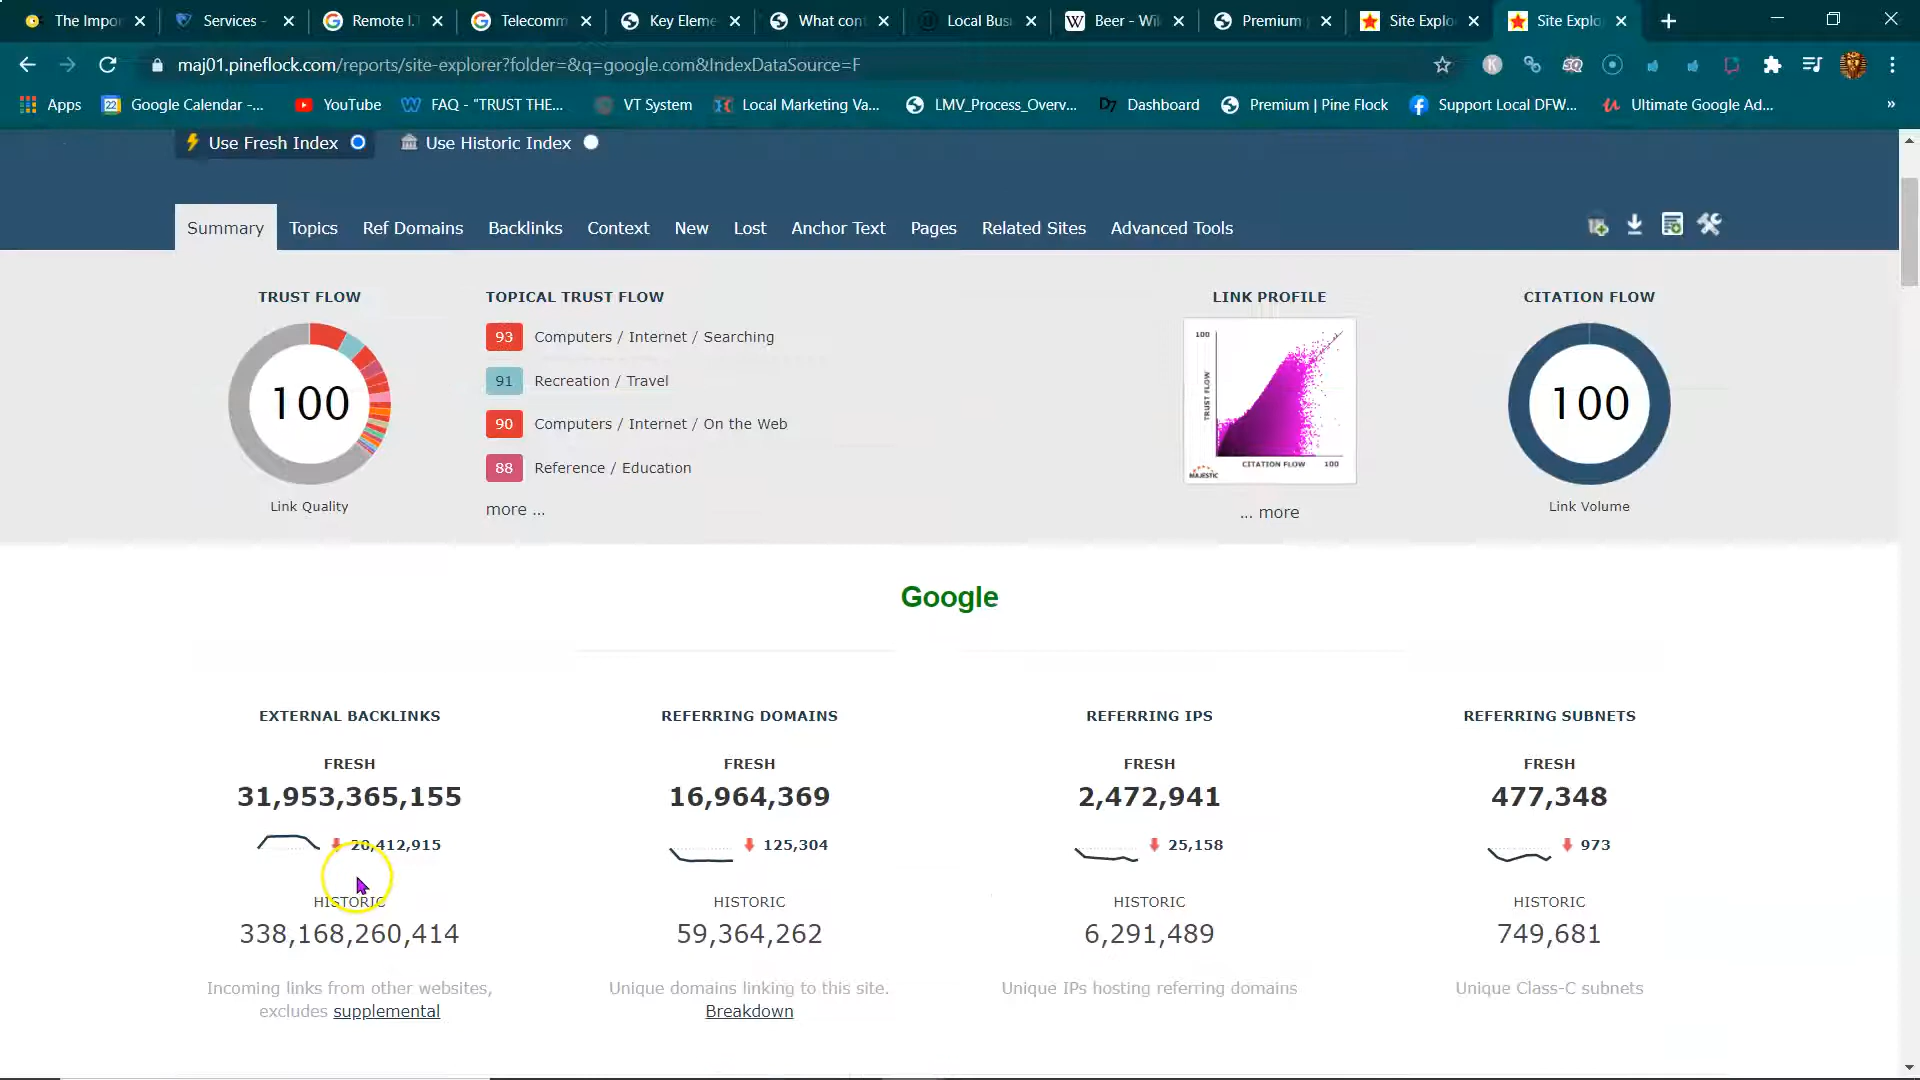 The Impor
Services -
Remote I.T
Telecomm
Key Eleme
What con
Local Busi
Beer - Wik
Premium
Site Explo
Site Explo
maj01.pineflock.com/reports/site-explorer?folder=&q=google.com&IndexDataSource=F
Apps
Google Calendar -...
YouTube
FAQ - "TRUST THE...
VT System
Local Marketing Va...
LMV_Process_Overv...
Dashboard
Premium | Pine Flock
Support Local DFW...
Ultimate Google Ad...
»
Use Fresh Index
Use Historic Index
Summary
Topics
Ref Domains
Backlinks
Context
New
Lost
Anchor Text
Pages
Related Sites
Advanced Tools
TRUST FLOW
100
Link Quality
TOPICAL TRUST FLOW
93 Computers / Internet / Searching
91 Recreation / Travel
90 Computers / Internet / On the Web
88 Reference / Education
more ...
LINK PROFILE
100
TRUST FLOW
CITATION FLOW 100
MAJESTIC
... more
CITATION FLOW
100
Link Volume
Google
EXTERNAL BACKLINKS
FRESH
31,953,365,155
20,412,915
HISTORIC
338,168,260,414
Incoming links from other websites,
excludes supplemental
REFERRING DOMAINS
FRESH
16,964,369
125,304
HISTORIC
59,364,262
Unique domains linking to this site.
Breakdown
REFERRING IPS
FRESH
2,472,941
25,158
HISTORIC
6,291,489
Unique IPs hosting referring domains
REFERRING SUBNETS
FRESH
477,348
973
HISTORIC
749,681
Unique Class-C subnets